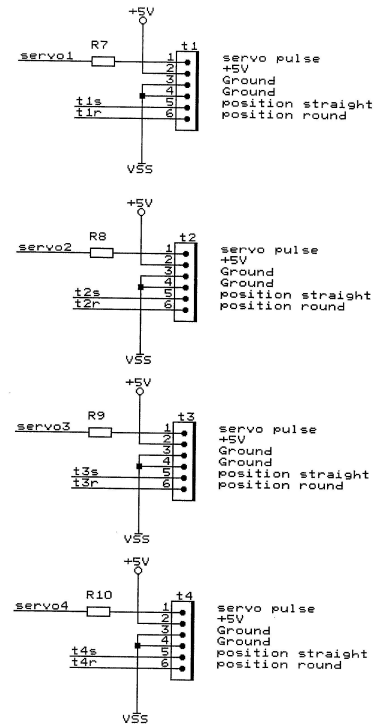 +5V
R7 t1
servo1 1 servo pulse
2 +5V
3 Ground
4 Ground
t1s 5 position straight
t1r 6 position round
VSS
+5V
R8 t2
servo2 1 servo pulse
2 +5V
3 Ground
4 Ground
t2s 5 position straight
t2r 6 position round
VSS
+5V
R9 t3
servo3 1 servo pulse
2 +5V
3 Ground
4 Ground
t3s 5 position straight
t3r 6 position round
VSS
+5V
R10 t4
servo4 1 servo pulse
2 +5V
3 Ground
4 Ground
t4s 5 position straight
t4r 6 position round
VSS